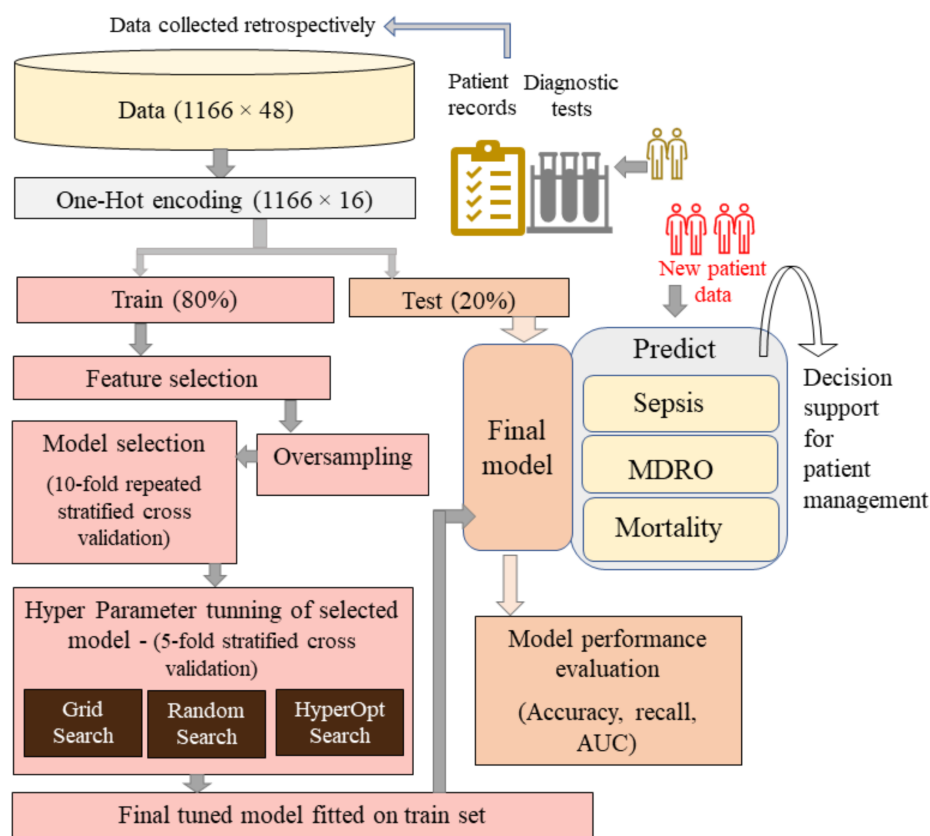 Data collected retrospectively
Patient
records
Diagnostic
tests
Data (1166 × 48)
One-Hot encoding (1166 × 16)
New patient
data
Train (80%)
Test (20%)
Feature selection
Predict
Sepsis
MDRO
Mortality
Decision
support
for
patient
management
Final
model
Model selection
(10-fold repeated
stratified cross
validation)
Oversampling
Hyper Parameter tunning of selected
model - (5-fold stratified cross
validation)
Grid
Search
Random
Search
HyperOpt
Search
Model performance
evaluation
(Accuracy, recall,
AUC)
Final tuned model fitted on train set